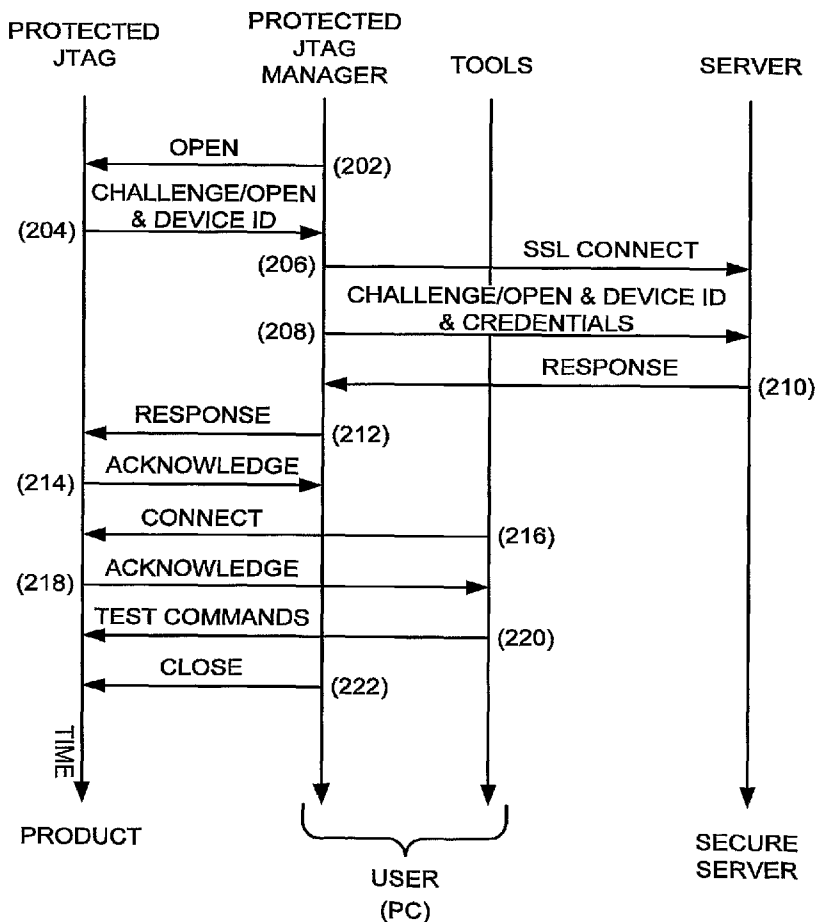 PROTECTED
JTAG
PROTECTED
JTAG
MANAGER
TOOLS
SERVER
OPEN
(202)
CHALLENGE/OPEN
& DEVICE ID
(204)
SSL CONNECT
(206)
CHALLENGE/OPEN & DEVICE ID
& CREDENTIALS
(208)
RESPONSE
(210)
RESPONSE
(212)
ACKNOWLEDGE
(214)
CONNECT
(216)
ACKNOWLEDGE
(218)
TEST COMMANDS
(220)
CLOSE
(222)
TIME
PRODUCT
USER
(PC)
SECURE
SERVER